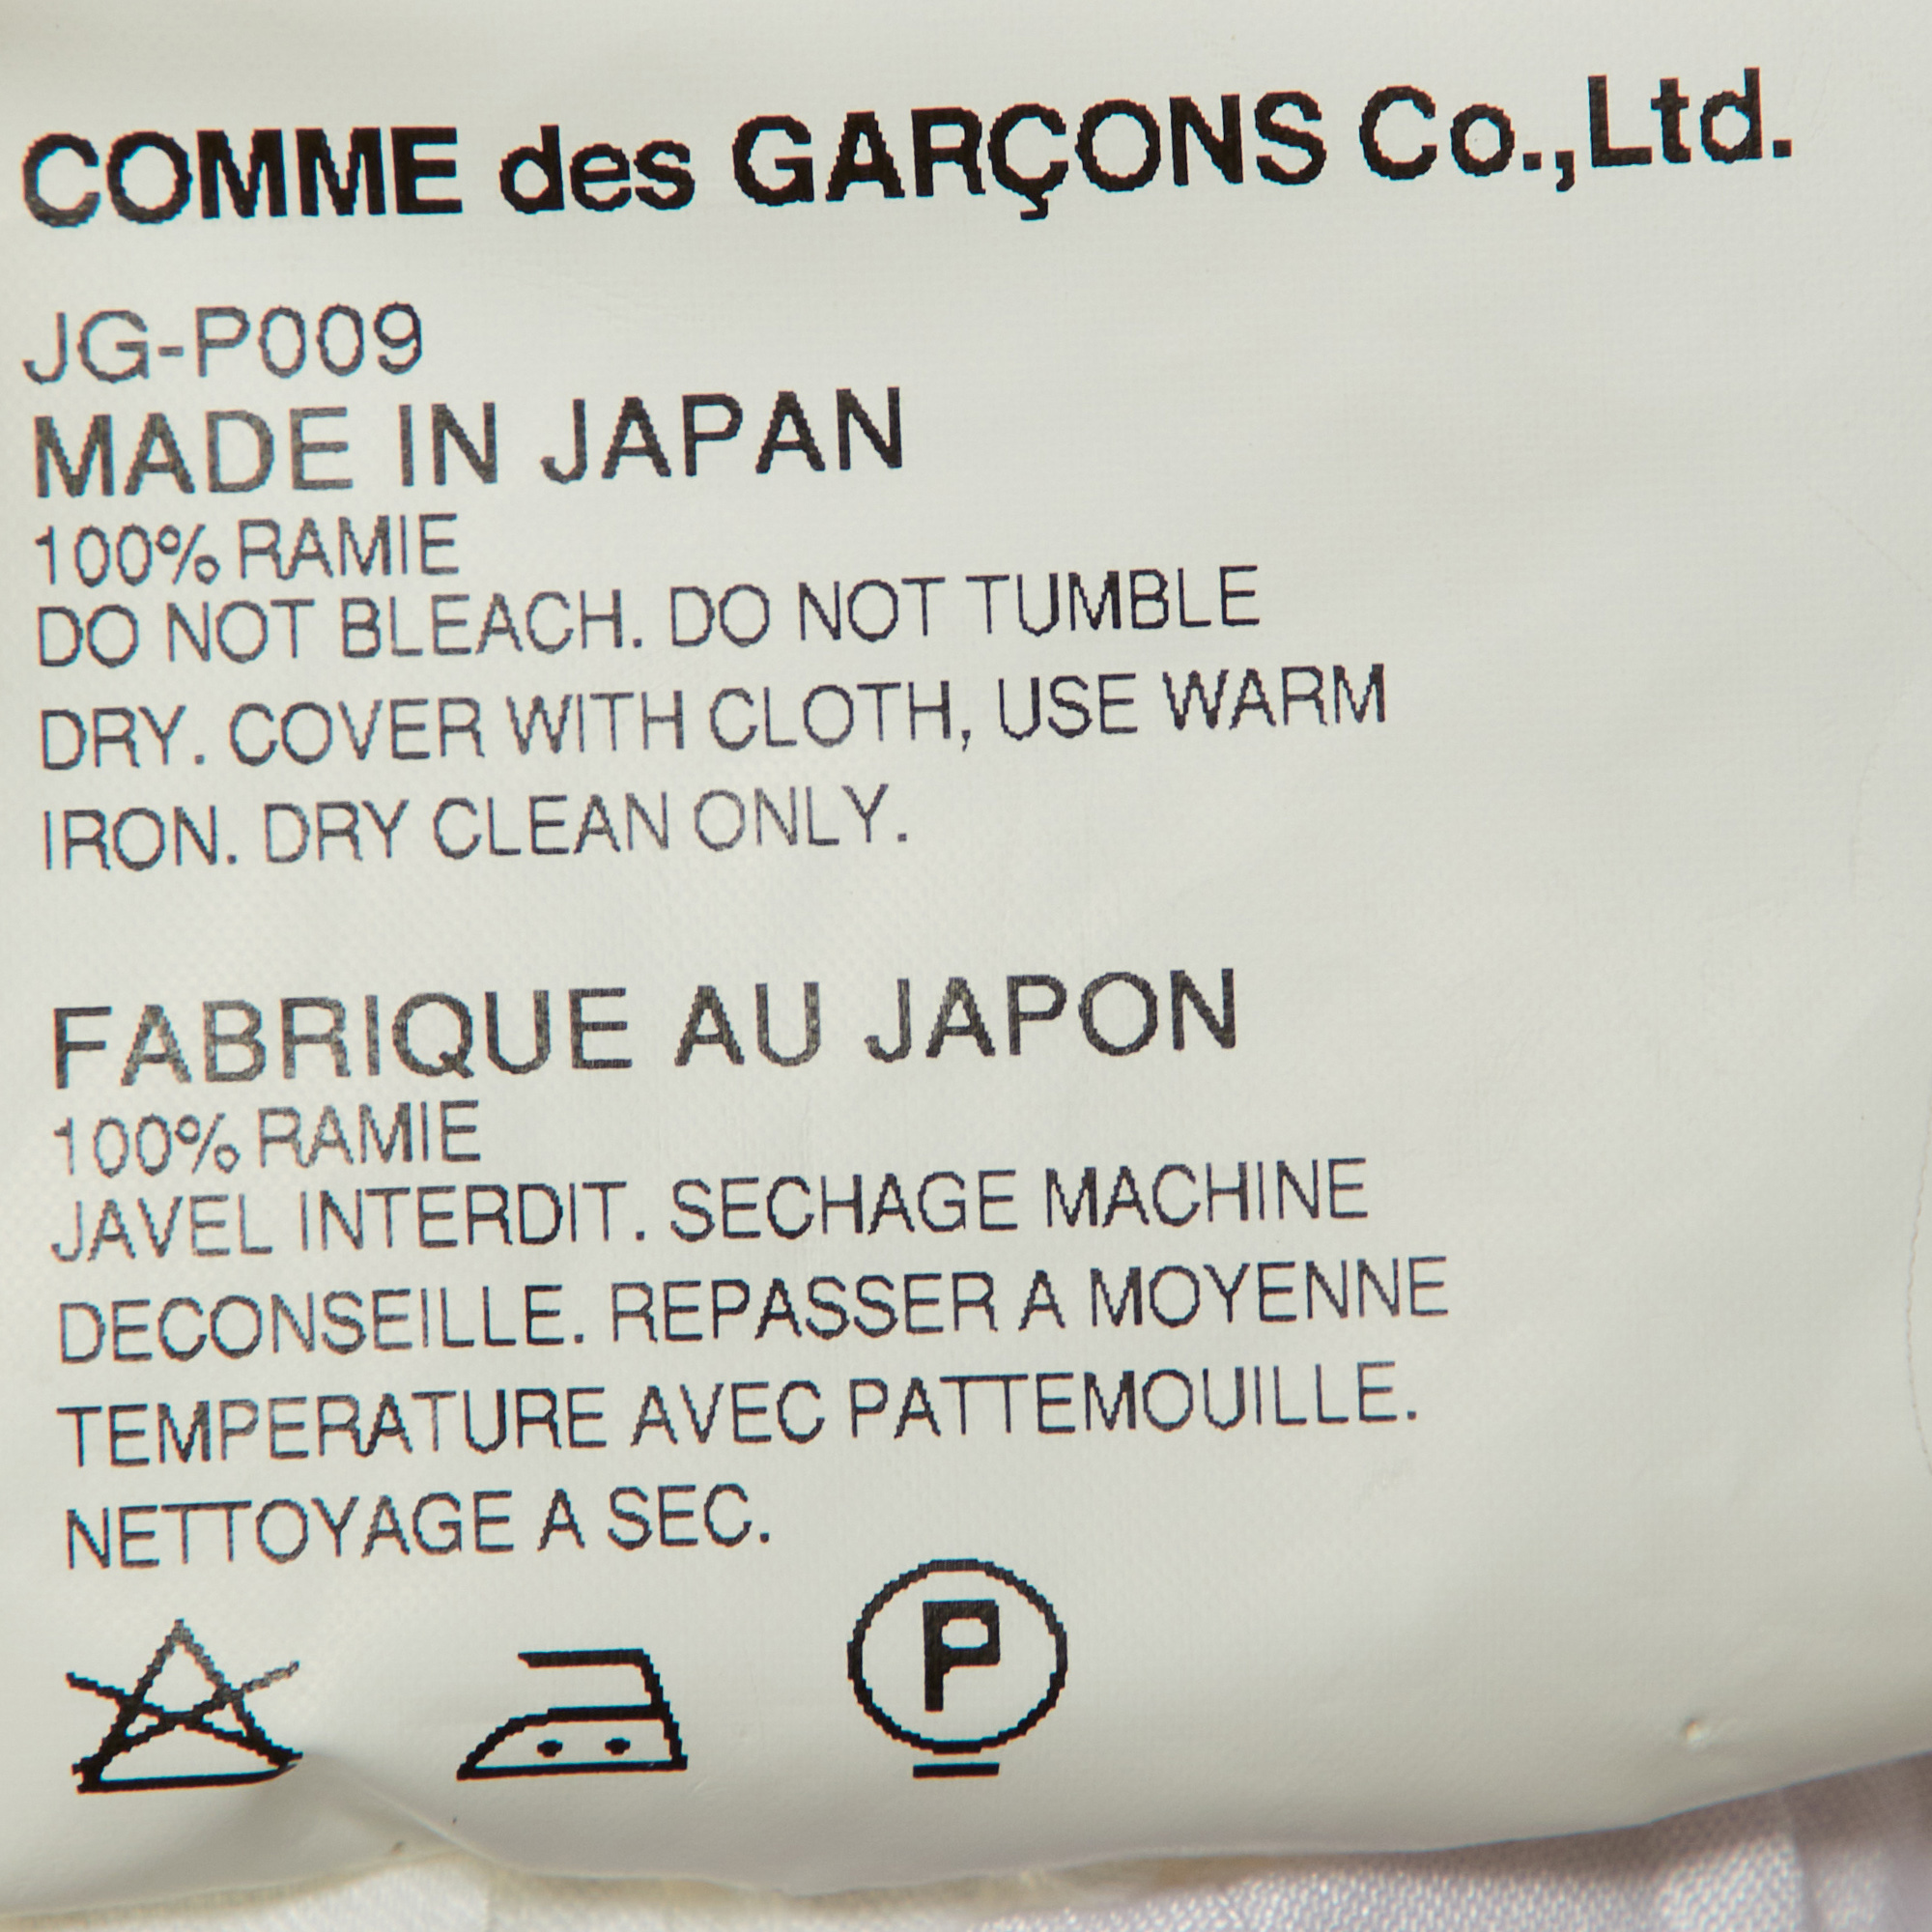 COMME des GARÇONS Co.,Ltd.
JG-P009
MADE IN JAPAN
100% RAMIE
DO NOT BLEACH. DO NOT TUMBLE
DRY. COVER WITH CLOTH, USE WARM
IRON. DRY CLEAN ONLY.
FABRIQUE AU JAPON
100% RAMIE
JAVEL INTERDIT. SECHAGE MACHINE
DECONSEILLE. REPASSER A MOYENNE
TEMPERATURE AVEC PATTEMOUILLE.
NETTOYAGE A SEC.
P